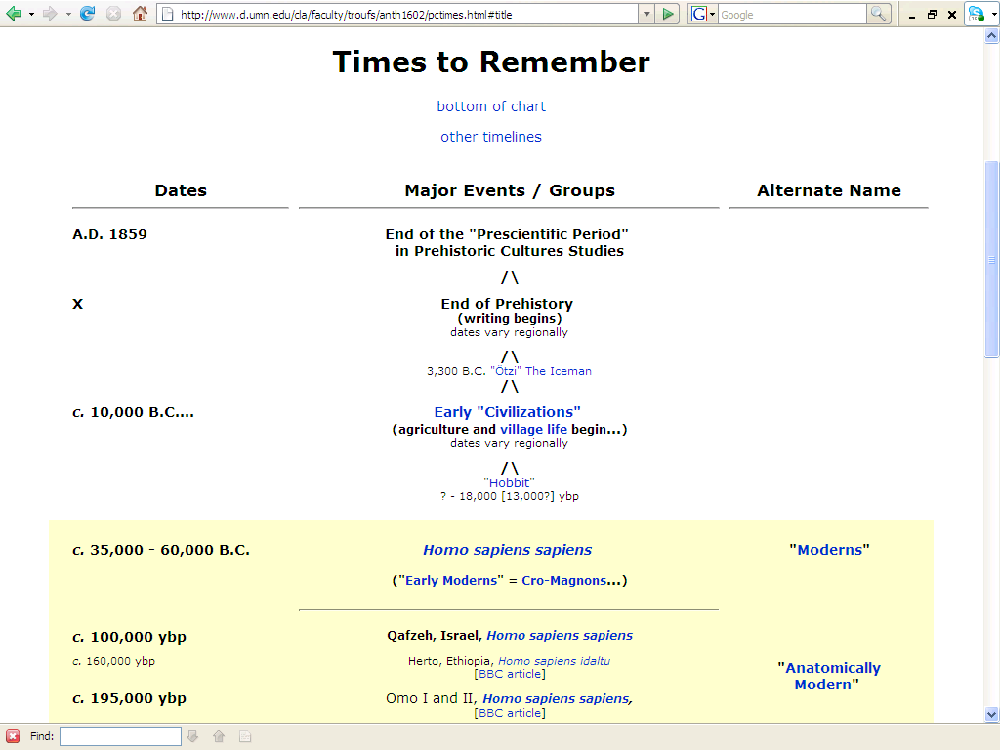 http://www.d.umn.edu/cla/faculty/troufs/anth1602/pctimes.html#title
G
Google
Times to Remember
bottom of chart
other timelines
Dates Major Events / Groups Alternate Name
A.D. 1859 End of the "Prescientific Period"
in Prehistoric Cultures Studies
/\
X End of Prehistory
(writing begins)
dates vary regionally
/\
3,300 B.C. "Ötzi" The Iceman
/\
c. 10,000 B.C.... Early "Civilizations"
(agriculture and village life begin...)
dates vary regionally
/\
"Hobbit"
? - 18,000 [13,000?] ybp
c. 35,000 - 60,000 B.C. Homo sapiens sapiens "Moderns"
("Early Moderns" = Cro-Magnons...)
c. 100,000 ybp Qafzeh, Israel, Homo sapiens sapiens
c. 160,000 ybp Herto, Ethiopia, Homo sapiens idaltu
[BBC article]
"Anatomically
Modern"
c. 195,000 ybp Omo I and II, Homo sapiens sapiens,
[BBC article]
Find: